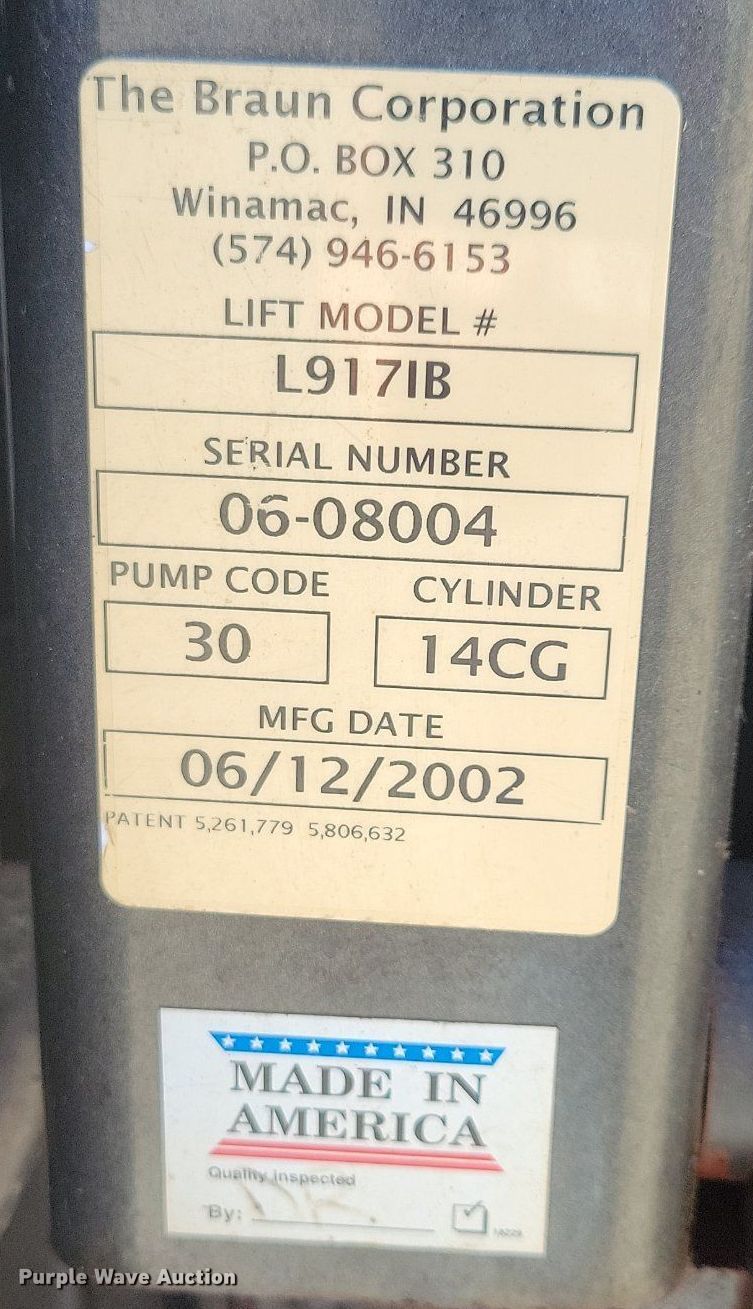 The Braun Corporation
P.O. BOX 310
Winamac, IN 46996
(574) 946-6153
LIFT MODEL #
L917IB
SERIAL NUMBER
06-08004
PUMP CODE CYLINDER
30 14CG
MFG DATE
06/12/2002
PATENT 5,261,779 5,806,632
MADE IN
AMERICA
Quality Inspected
By:
Purple Wave Auction